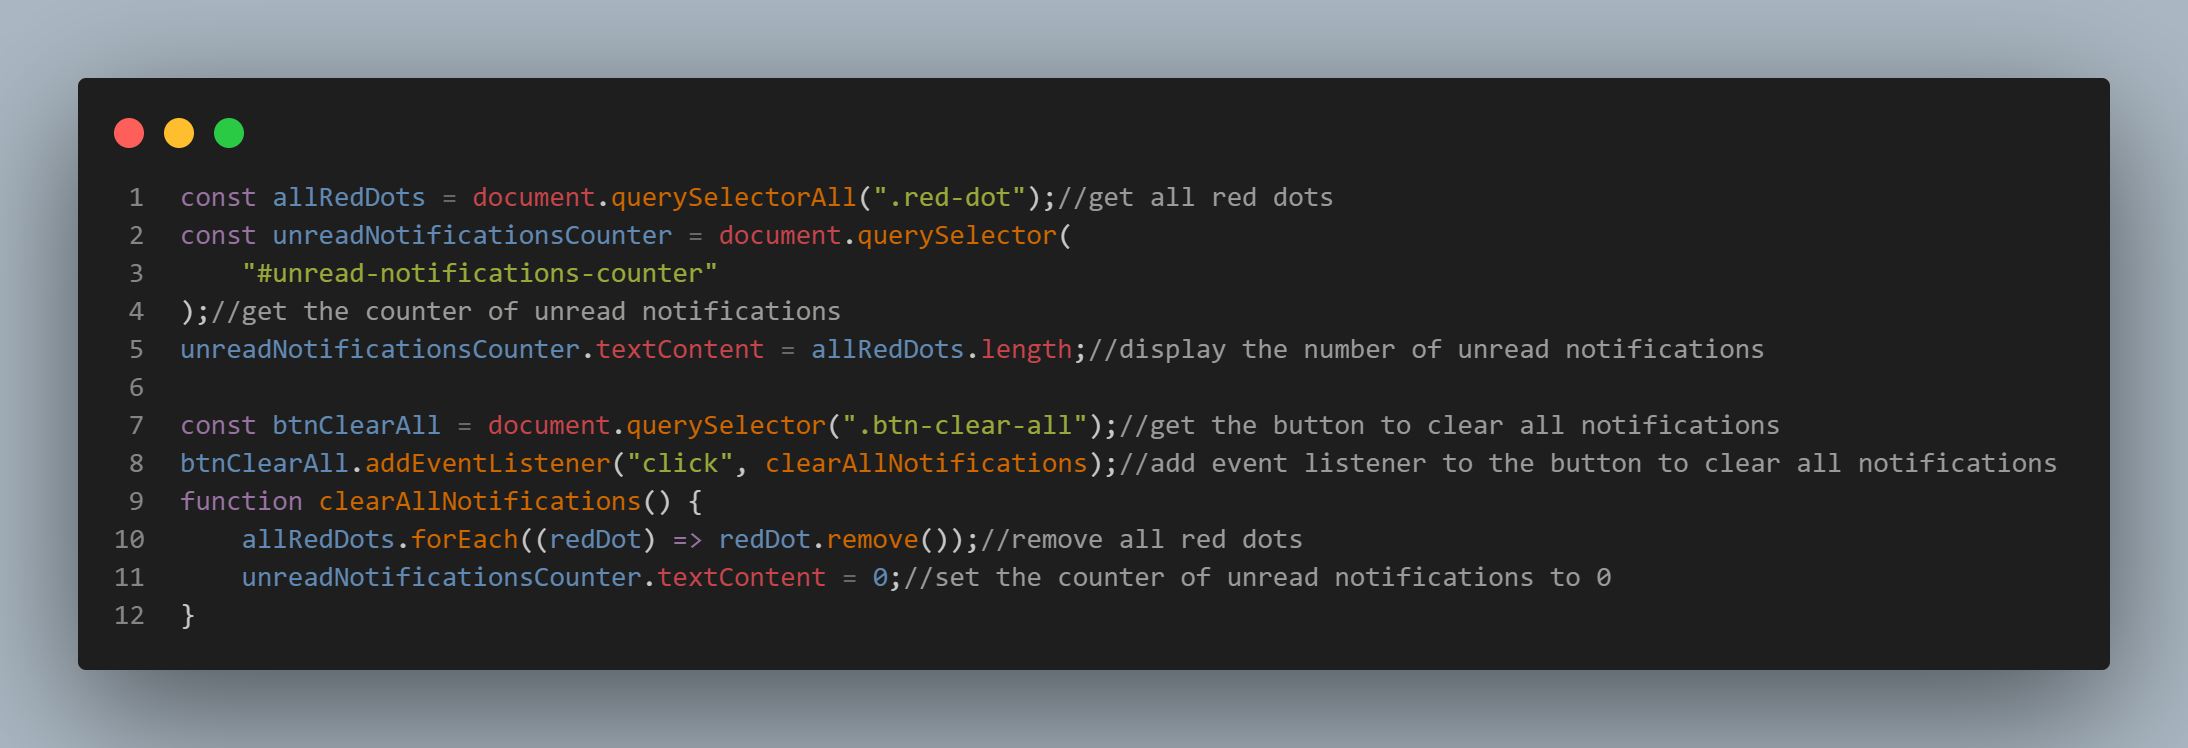 1 const allRedDots = document.querySelectorAll(".red-dot");//get all red dots
2 const unreadNotificationsCounter = document.querySelector(
3     "#unread-notifications-counter"
4 );//get the counter of unread notifications
5 unreadNotificationsCounter.textContent = allRedDots.length;//display the number of unread notifications
6
7 const btnClearAll = document.querySelector(".btn-clear-all");//get the button to clear all notifications
8 btnClearAll.addEventListener("click", clearAllNotifications);//add event listener to the button to clear all notifications
9 function clearAllNotifications() {
10     allRedDots.forEach((redDot) => redDot.remove());//remove all red dots
11     unreadNotificationsCounter.textContent = 0;//set the counter of unread notifications to 0
12 }